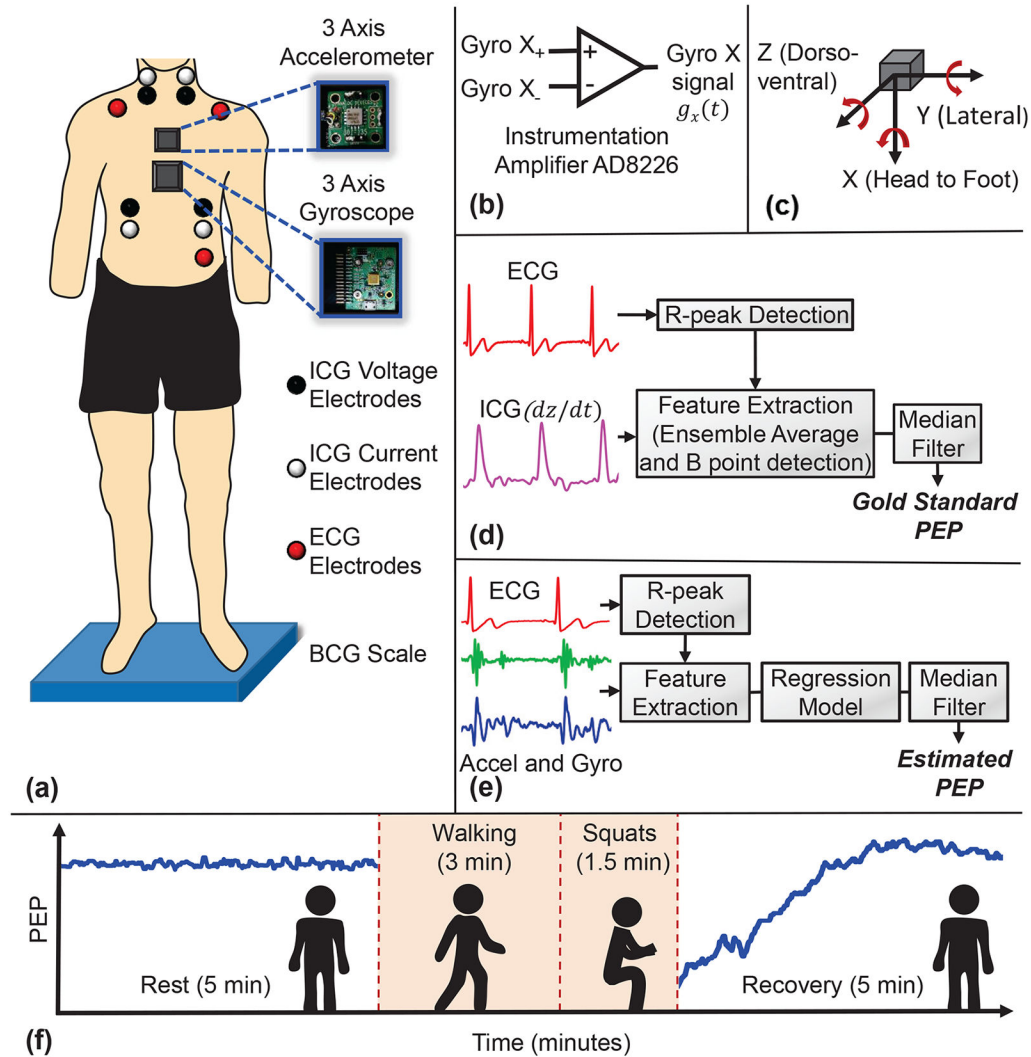 3 Axis
Accelerometer
3 Axis
Gyroscope
ICG Voltage
Electrodes
ICG Current
Electrodes
ECG
Electrodes
BCG Scale
(a)
Gyro X+
Gyro X-
+
-
Gyro X
signal
gx(t)
Instrumentation
Amplifier AD8226
(b)
Z (Dorso-
ventral)
Y (Lateral)
X (Head to Foot)
(c)
ECG
R-peak Detection
ICG(dz/dt)
Feature Extraction
(Ensemble Average
and B point detection)
Median
Filter
Gold Standard
PEP
(d)
ECG
R-peak
Detection
Feature
Extraction
Regression
Model
Median
Filter
Accel and Gyro
Estimated
PEP
(e)
PEP
Walking
(3 min)
Squats
(1.5 min)
Rest (5 min)
Recovery (5 min)
Time (minutes)
(f)